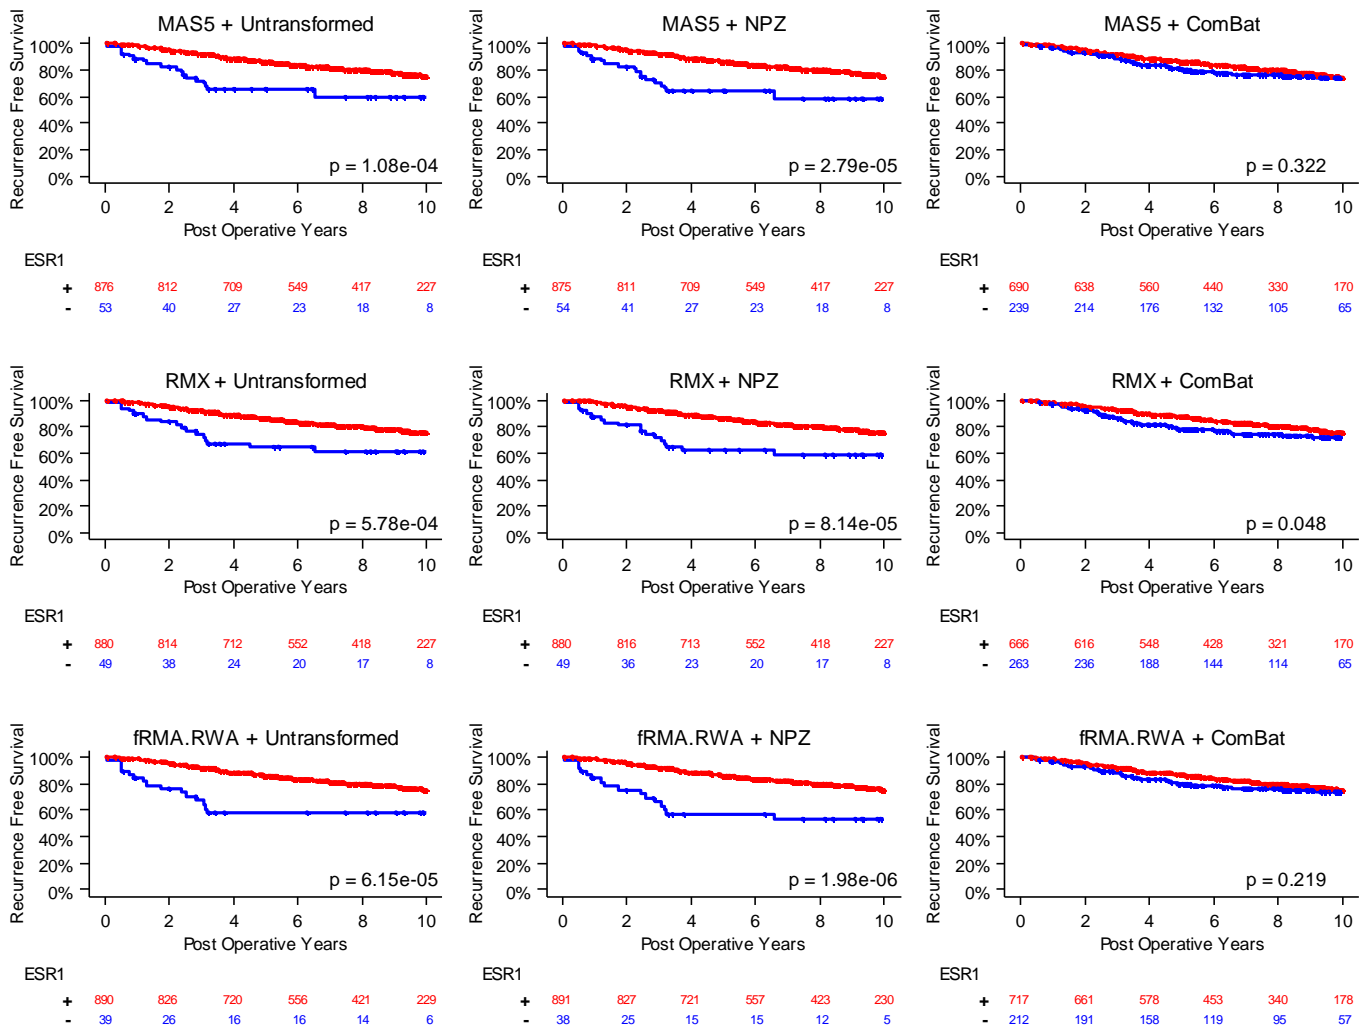 MAS5 + Untransformed
Recurrence Free Survival
100%
80%
60%
40%
20%
0%
p = 1.08e-04
0 2 4 6 8 10
Post Operative Years
ESR1
+ 876 812 709 549 417 227
- 53 40 27 23 18 8
MAS5 + NPZ
Recurrence Free Survival
100%
80%
60%
40%
20%
0%
p = 2.79e-05
0 2 4 6 8 10
Post Operative Years
ESR1
+ 875 811 709 549 417 227
- 54 41 27 23 18 8
MAS5 + ComBat
Recurrence Free Survival
100%
80%
60%
40%
20%
0%
p = 0.322
0 2 4 6 8 10
Post Operative Years
ESR1
+ 690 638 560 440 330 170
- 239 214 176 132 105 65
RMX + Untransformed
Recurrence Free Survival
100%
80%
60%
40%
20%
0%
p = 5.78e-04
0 2 4 6 8 10
Post Operative Years
ESR1
+ 880 814 712 552 418 227
- 49 38 24 20 17 8
RMX + NPZ
Recurrence Free Survival
100%
80%
60%
40%
20%
0%
p = 8.14e-05
0 2 4 6 8 10
Post Operative Years
ESR1
+ 880 816 713 552 418 227
- 49 36 23 20 17 8
RMX + ComBat
Recurrence Free Survival
100%
80%
60%
40%
20%
0%
p = 0.048
0 2 4 6 8 10
Post Operative Years
ESR1
+ 666 616 548 428 321 170
- 263 236 188 144 114 65
fRMA.RWA + Untransformed
Recurrence Free Survival
100%
80%
60%
40%
20%
0%
p = 6.15e-05
0 2 4 6 8 10
Post Operative Years
ESR1
+ 890 826 720 556 421 229
- 39 26 16 16 14 6
fRMA.RWA + NPZ
Recurrence Free Survival
100%
80%
60%
40%
20%
0%
p = 1.98e-06
0 2 4 6 8 10
Post Operative Years
ESR1
+ 891 827 721 557 423 230
- 38 25 15 15 12 5
fRMA.RWA + ComBat
Recurrence Free Survival
100%
80%
60%
40%
20%
0%
p = 0.219
0 2 4 6 8 10
Post Operative Years
ESR1
+ 717 661 578 453 340 178
- 212 191 158 119 95 57